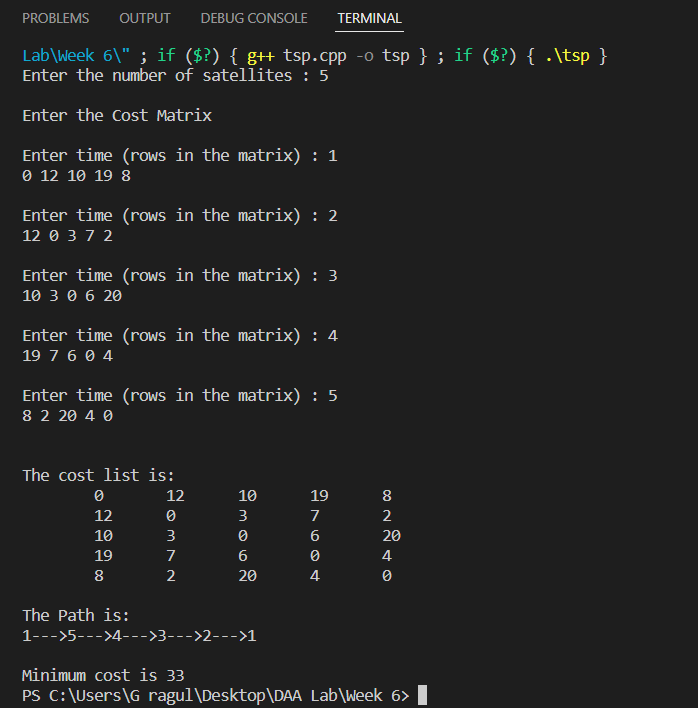 PROBLEMS OUTPUT DEBUG CONSOLE TERMINAL
Lab\Week 6\" ; if ($?) { g++ tsp.cpp -o tsp } ; if ($?) { .\tsp }
Enter the number of satellites : 5
Enter the Cost Matrix
Enter time (rows in the matrix) : 1
0 12 10 19 8
Enter time (rows in the matrix) : 2
12 0 3 7 2
Enter time (rows in the matrix) : 3
10 3 0 6 20
Enter time (rows in the matrix) : 4
19 7 6 0 4
Enter time (rows in the matrix) : 5
8 2 20 4 0
The cost list is:
0 12 10 19 8
12 0 3 7 2
10 3 0 6 20
19 7 6 0 4
8 2 20 4 0
The Path is:
1--->5--->4--->3--->2--->1
Minimum cost is 33
PS C:\Users\G ragul\Desktop\DAA Lab\Week 6>